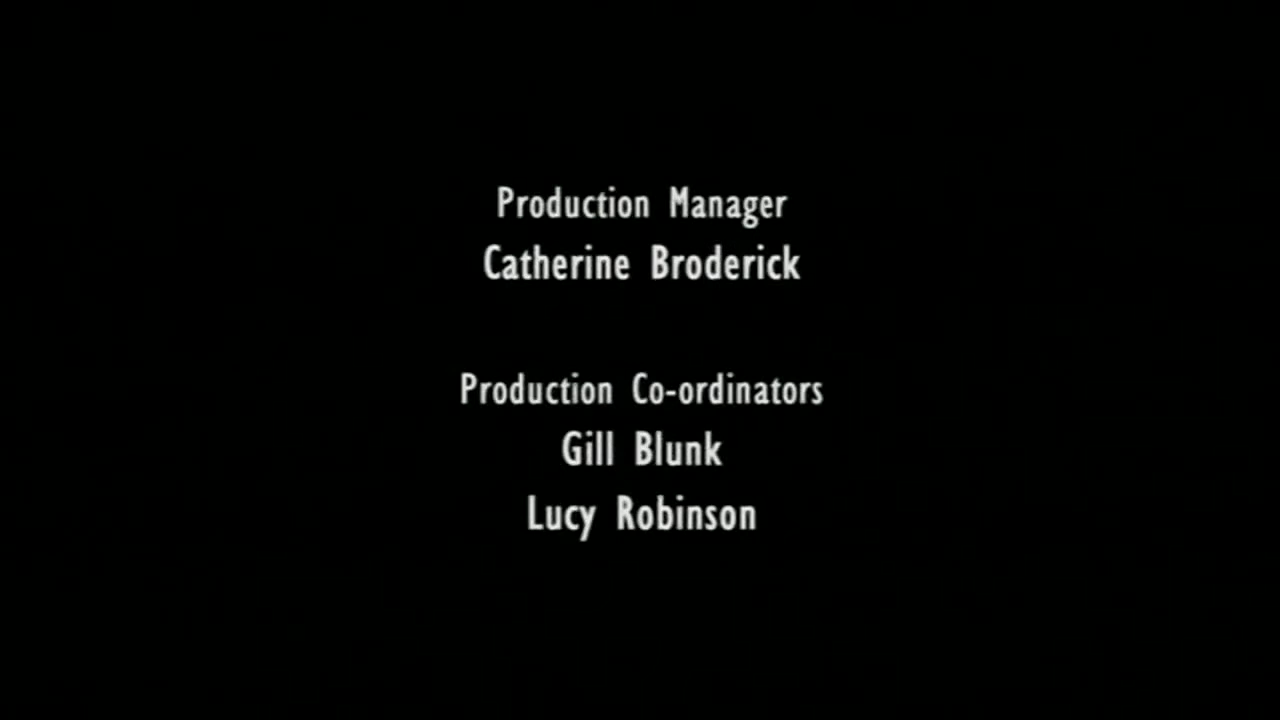 Production Manager
Catherine Broderick
Production Co-ordinators
Gill Blunk
Lucy Robinson